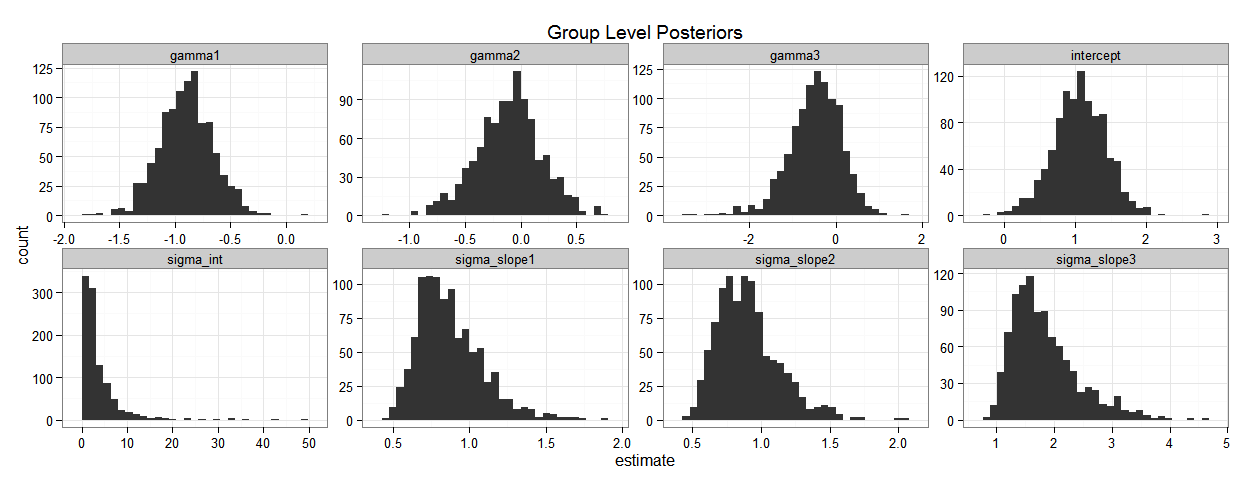 Group Level Posteriors
gamma1 gamma2 gamma3 intercept
125 100 75 50 25 0
-2.0 -1.5 -1.0 -0.5 0.0
90 60 30 0
-1.0 -0.5 0.0 0.5
125 100 75 50 25 0
-2 0 2
120 80 40 0
0 1 2 3
count
sigma_int sigma_slope1 sigma_slope2 sigma_slope3
300 200 100 0
0 10 20 30 40 50
100 75 50 25 0
0.5 1.0 1.5 2.0
100 75 50 25 0
0.5 1.0 1.5 2.0
120 90 60 30 0
1 2 3 4 5
estimate